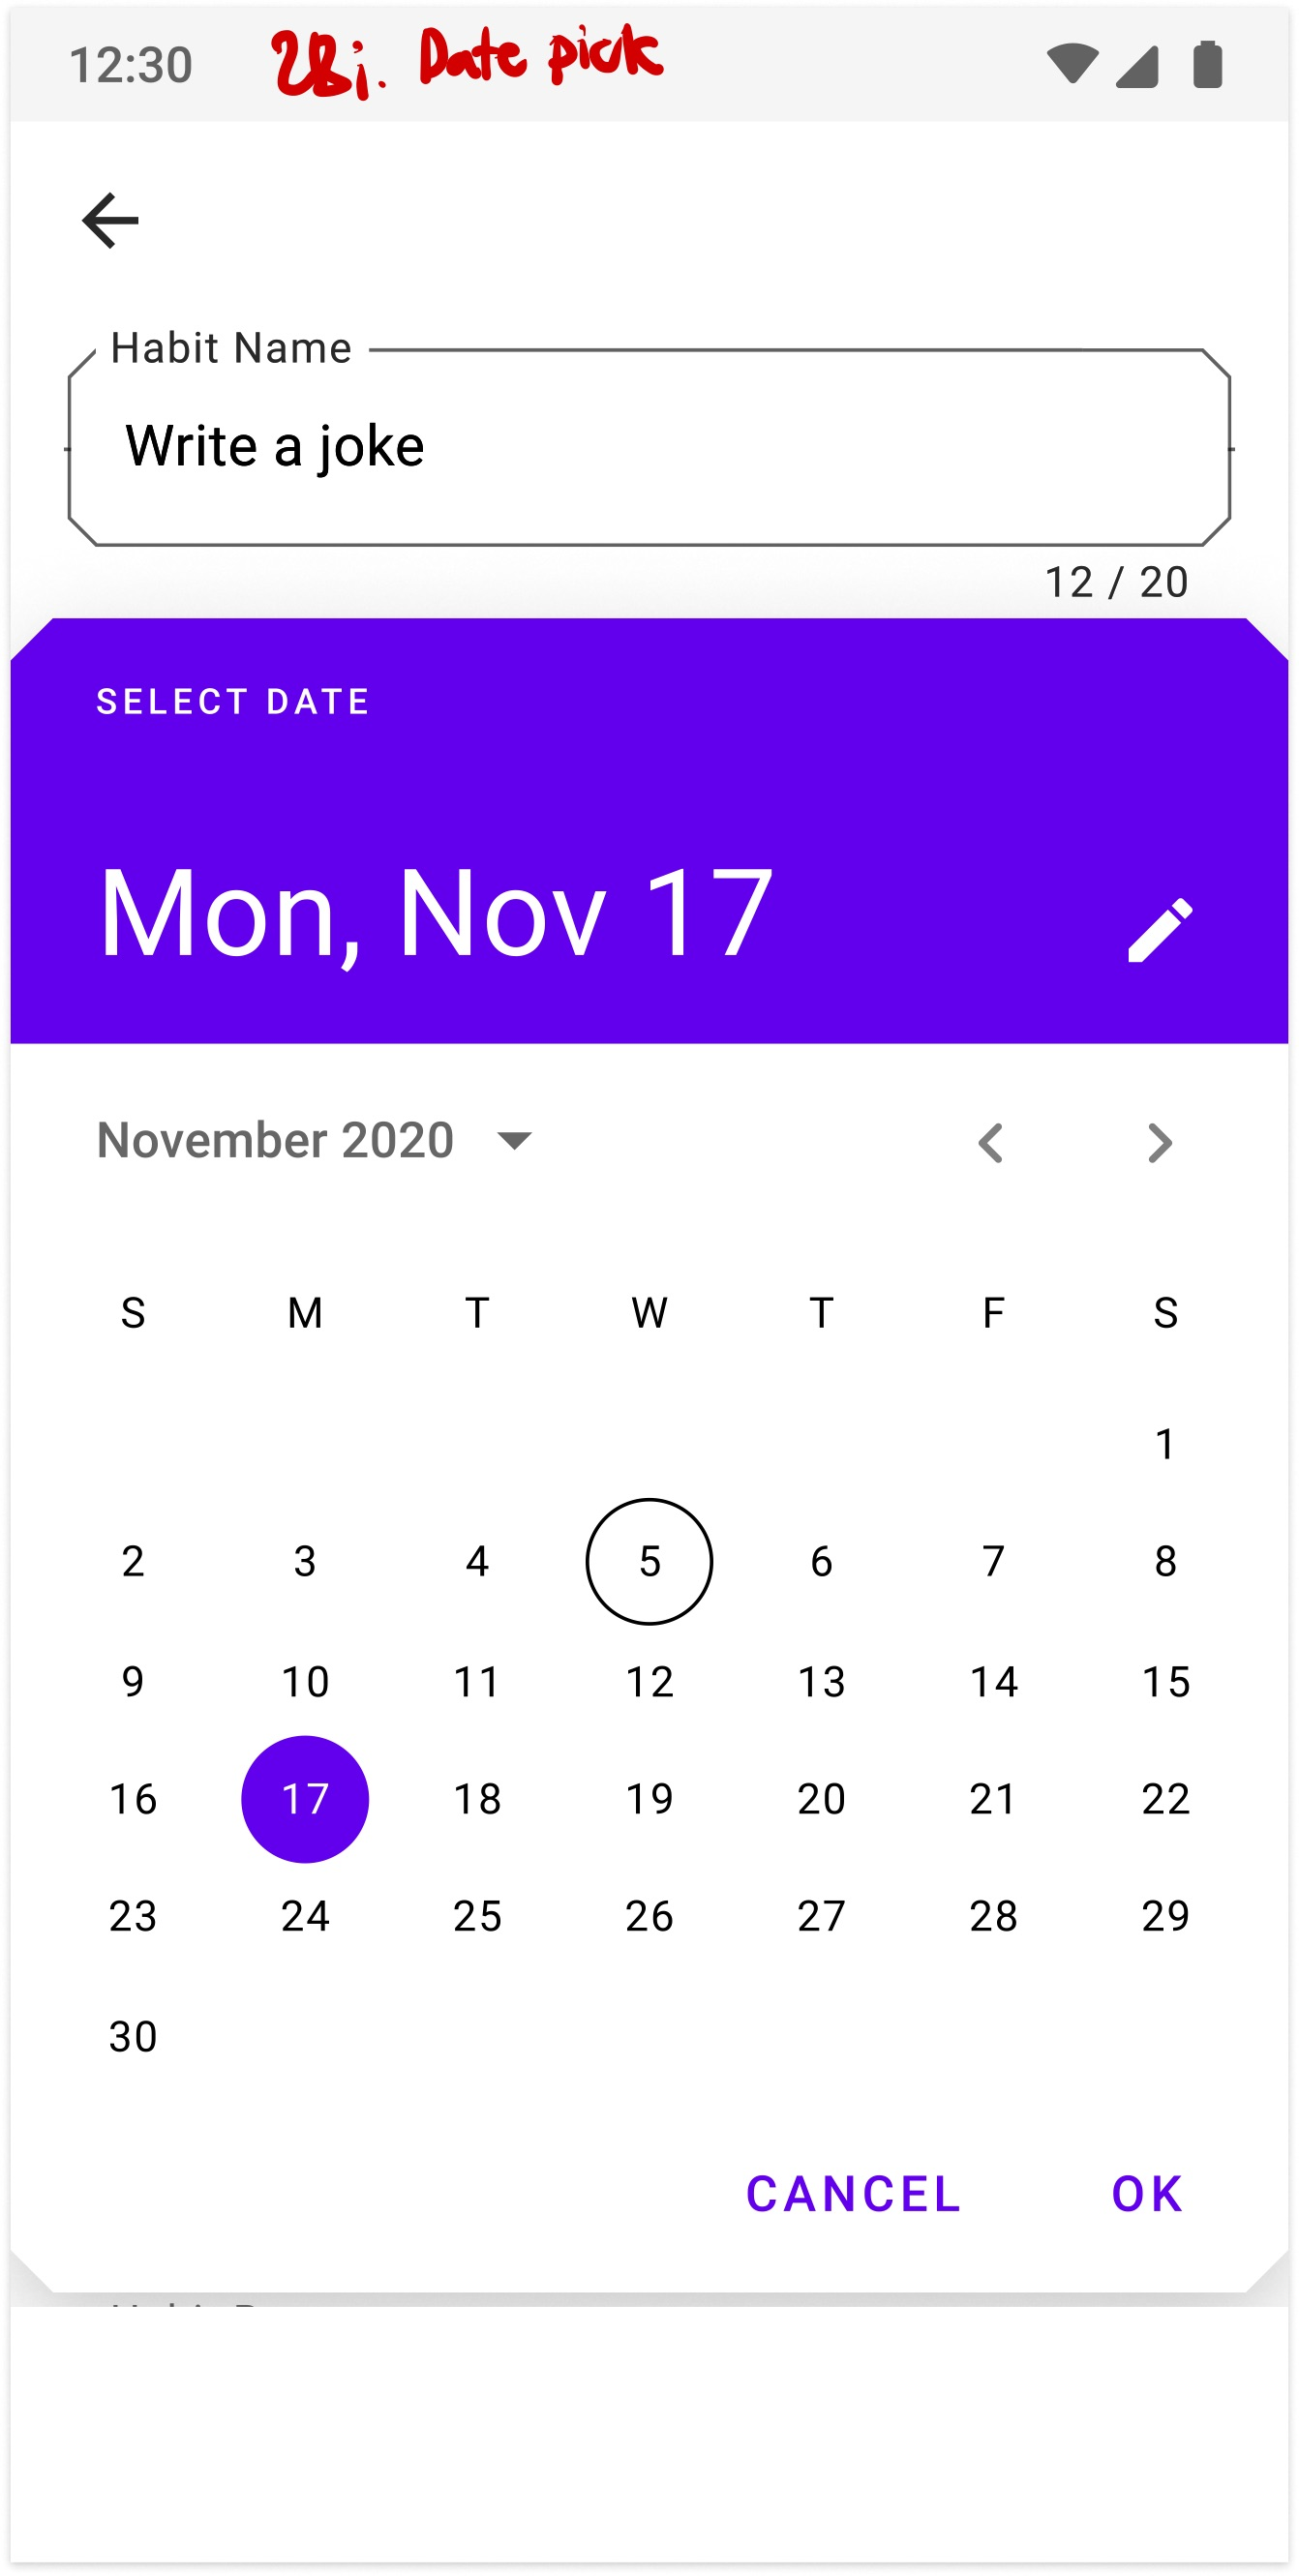 12:30 28i. Date pick
Habit Name
Write a joke
12 / 20
SELECT DATE
Mon, Nov 17
November 2020
S M T W T F S
1
2 3 4 5 6 7 8
9 10 11 12 13 14 15
16 17 18 19 20 21 22
23 24 25 26 27 28 29
30
CANCEL OK